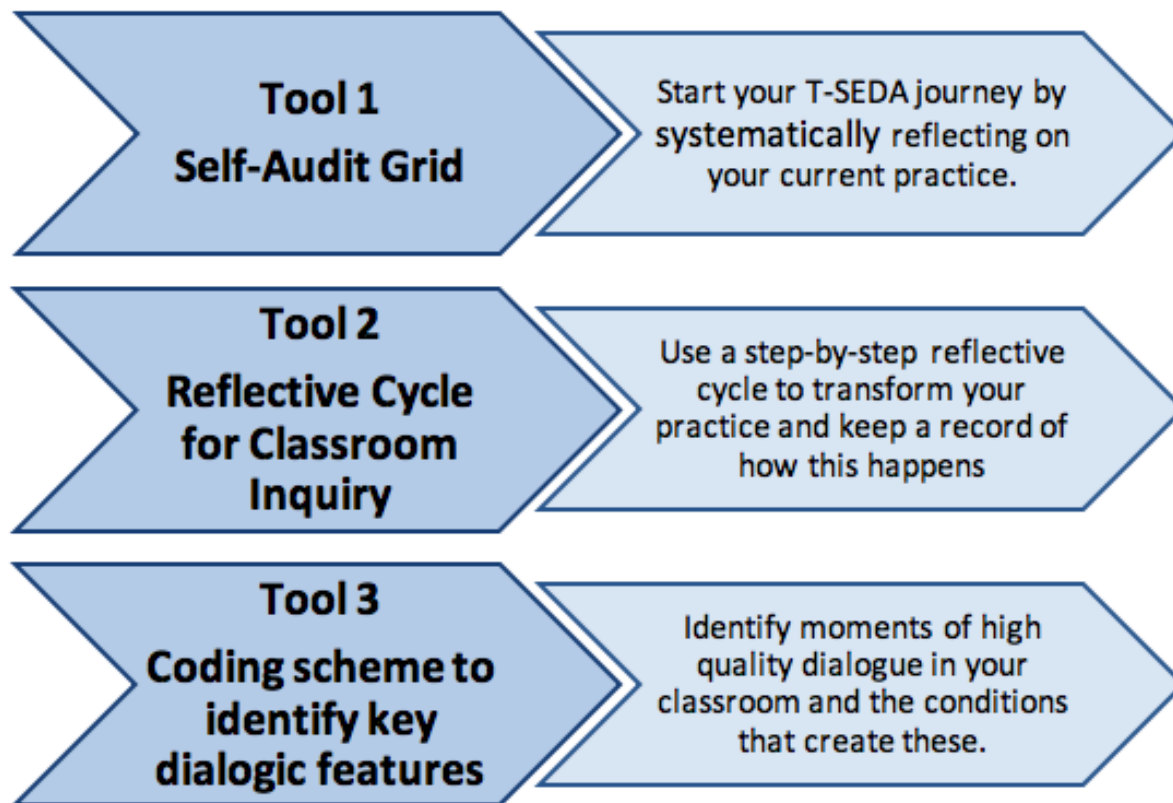 Tool 1
Self-Audit Grid
Start your T-SEDA journey by
systematically reflecting on
your current practice.
Tool 2
Reflective Cycle
for Classroom
Inquiry
Use a step-by-step reflective
cycle to transform your
practice and keep a record of
how this happens
Tool 3
Coding scheme to
identify key
dialogic features
Identify moments of high
quality dialogue in your
classroom and the conditions
that create these.